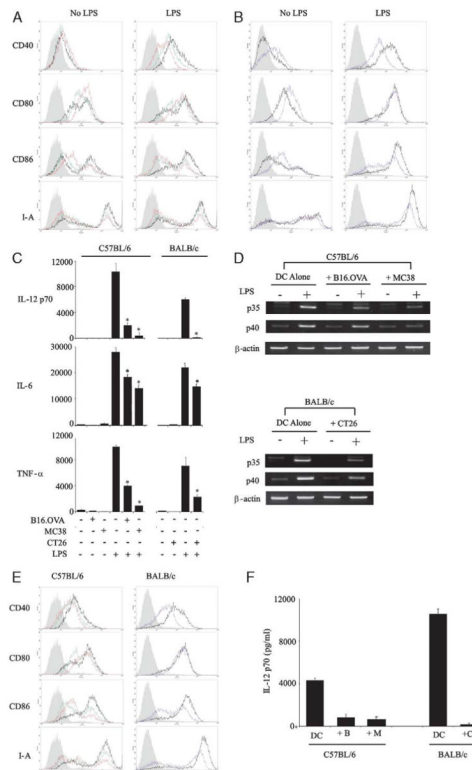 A
No LPS LPS
CD40
CD80
CD86
I-A
B
No LPS LPS
C
C57BL/6 BALB/c
IL-12 p70
12000
8000
4000
0
IL-6
30000
20000
10000
0
TNF-α
12000
8000
4000
0
B16.OVA - + - - + - - - - -
MC38 - - + - - + - - - -
CT26 - - - - - - - + - +
LPS - - - + + + - - + +
D
C57BL/6
DC Alone + B16.OVA + MC38
LPS - + - + - +
p35
p40
β-actin
BALB/c
DC Alone + CT26
LPS - + - +
p35
p40
β-actin
E
C57BL/6 BALB/c
CD40
CD80
CD86
I-A
F
IL-12 p70 (pg/ml)
12000
8000
4000
0
DC + B + M DC +C
C57BL/6 BALB/c